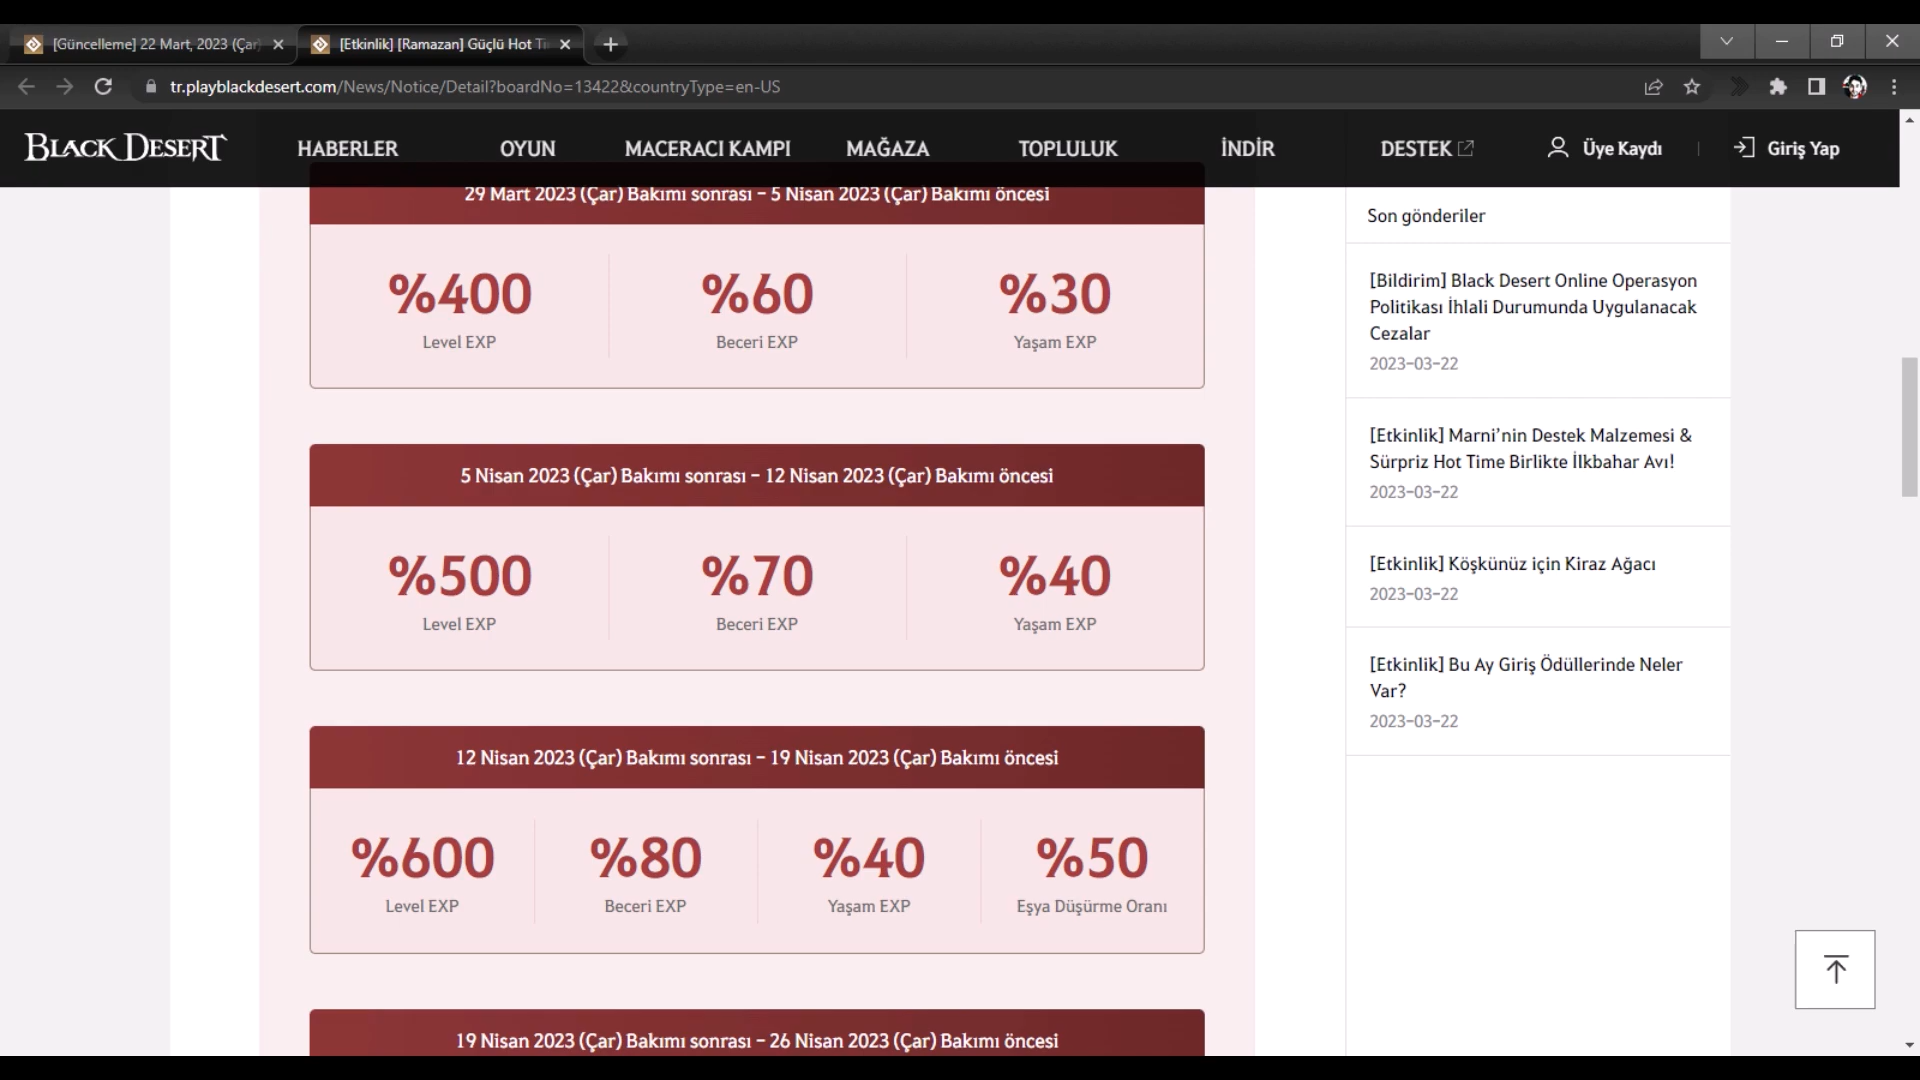 [Güncelleme] 22 Mart, 2023 (Çar
[Etkinlik] [Ramazan] Güçlü Hot Ti
tr.playblackdesert.com/News/Notice/Detail?boardNo=13422&countryType=en-US
BLACK DESERT
HABERLER
OYUN
MACERACI KAMPI
MAĞAZA
TOPLULUK
İNDİR
DESTEK
Üye Kaydı
Giriş Yap
29 Mart 2023 (Çar) Bakımı sonrası – 5 Nisan 2023 (Çar) Bakımı öncesi
%400
Level EXP
%60
Beceri EXP
%30
Yaşam EXP
5 Nisan 2023 (Çar) Bakımı sonrası – 12 Nisan 2023 (Çar) Bakımı öncesi
%500
Level EXP
%70
Beceri EXP
%40
Yaşam EXP
12 Nisan 2023 (Çar) Bakımı sonrası – 19 Nisan 2023 (Çar) Bakımı öncesi
%600
Level EXP
%80
Beceri EXP
%40
Yaşam EXP
%50
Eşya Düşürme Oranı
19 Nisan 2023 (Çar) Bakımı sonrası – 26 Nisan 2023 (Çar) Bakımı öncesi
Son gönderiler
[Bildirim] Black Desert Online Operasyon
Politikası İhlali Durumunda Uygulanacak
Cezalar
2023-03-22
[Etkinlik] Marni’nin Destek Malzemesi &
Sürpriz Hot Time Birlikte İlkbahar Avı!
2023-03-22
[Etkinlik] Köşkünüz için Kiraz Ağacı
2023-03-22
[Etkinlik] Bu Ay Giriş Ödüllerinde Neler
Var?
2023-03-22